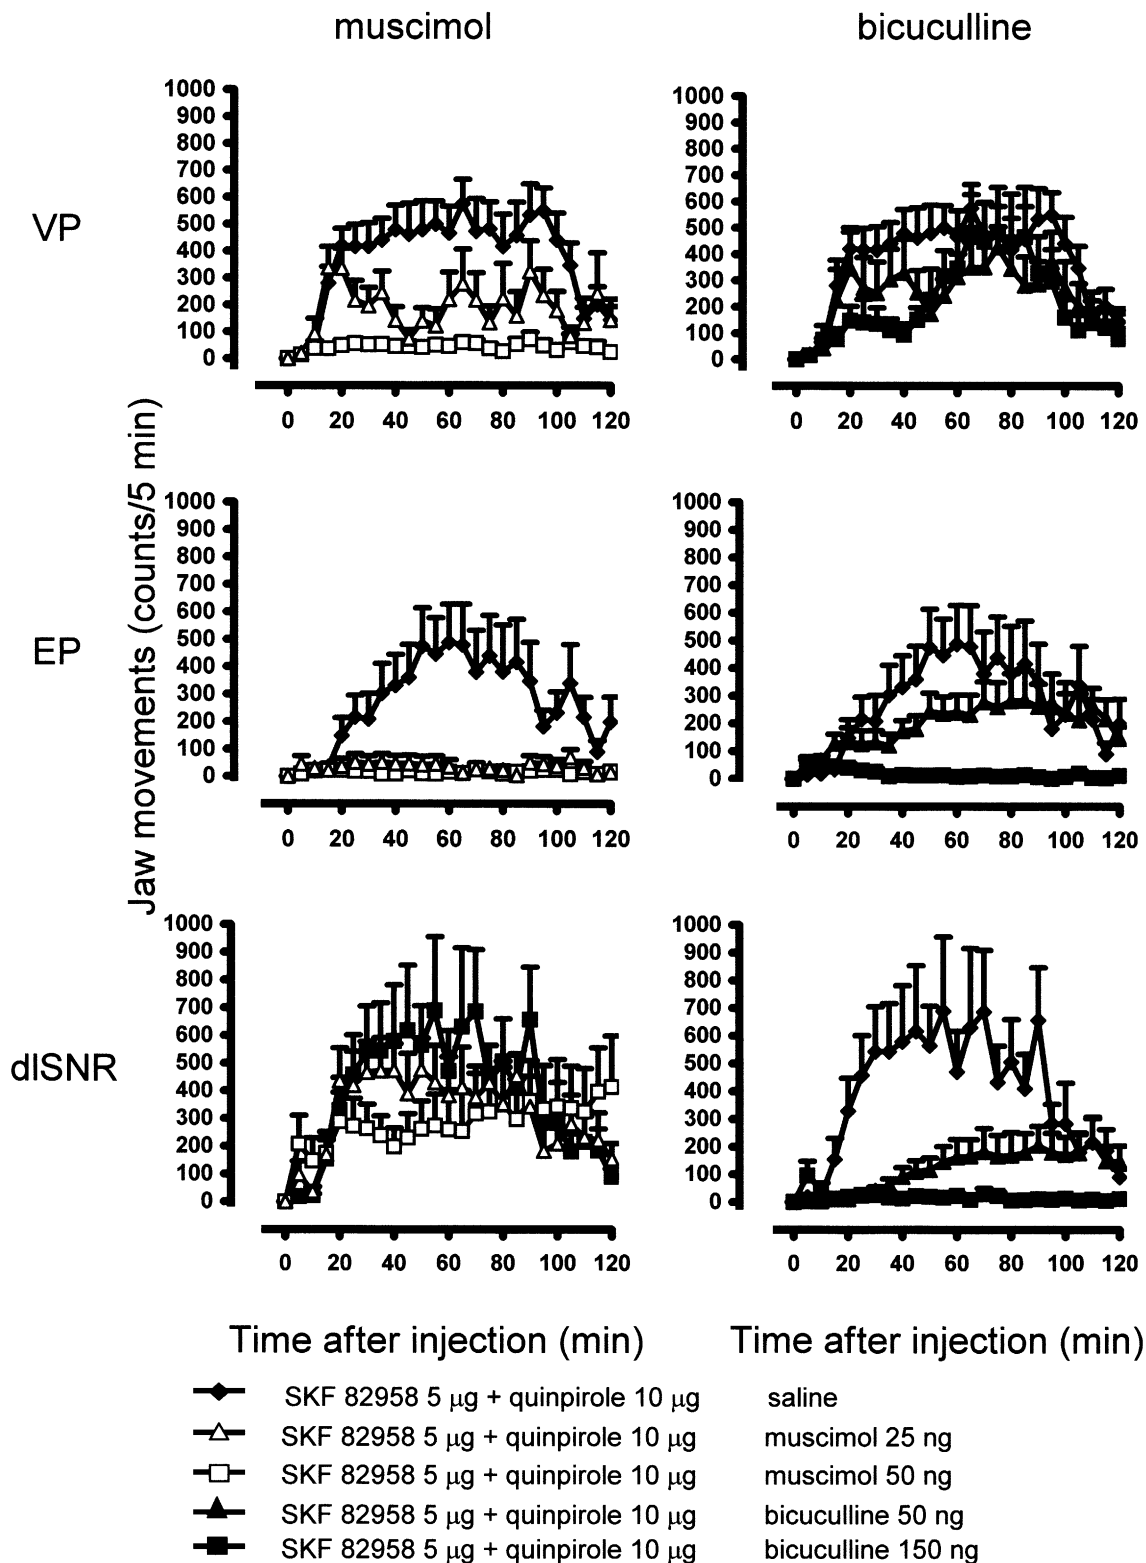 muscimol bicuculline
1000 1000
900 900
800 800
700 700
VP 600 600
500 500
400 400
300 300
200 200
100 100
0 0
0 20 40 60 80 100 120 0 20 40 60 80 100 120
Jaw movements (counts/5 min)
1000 1000
900 900
800 800
700 700
600 600
EP 500 500
400 400
300 300
200 200
100 100
0 0
0 20 40 60 80 100 120 0 20 40 60 80 100 120
1000 1000
900 900
800 800
700 700
600 600
dlSNR 500 500
400 400
300 300
200 200
100 100
0 0
0 20 40 60 80 100 120 0 20 40 60 80 100 120
Time after injection (min) Time after injection (min)
SKF 82958 5 μg + quinpirole 10 μg saline
SKF 82958 5 μg + quinpirole 10 μg muscimol 25 ng
SKF 82958 5 μg + quinpirole 10 μg muscimol 50 ng
SKF 82958 5 μg + quinpirole 10 μg bicuculline 50 ng
SKF 82958 5 μg + quinpirole 10 μg bicuculline 150 ng